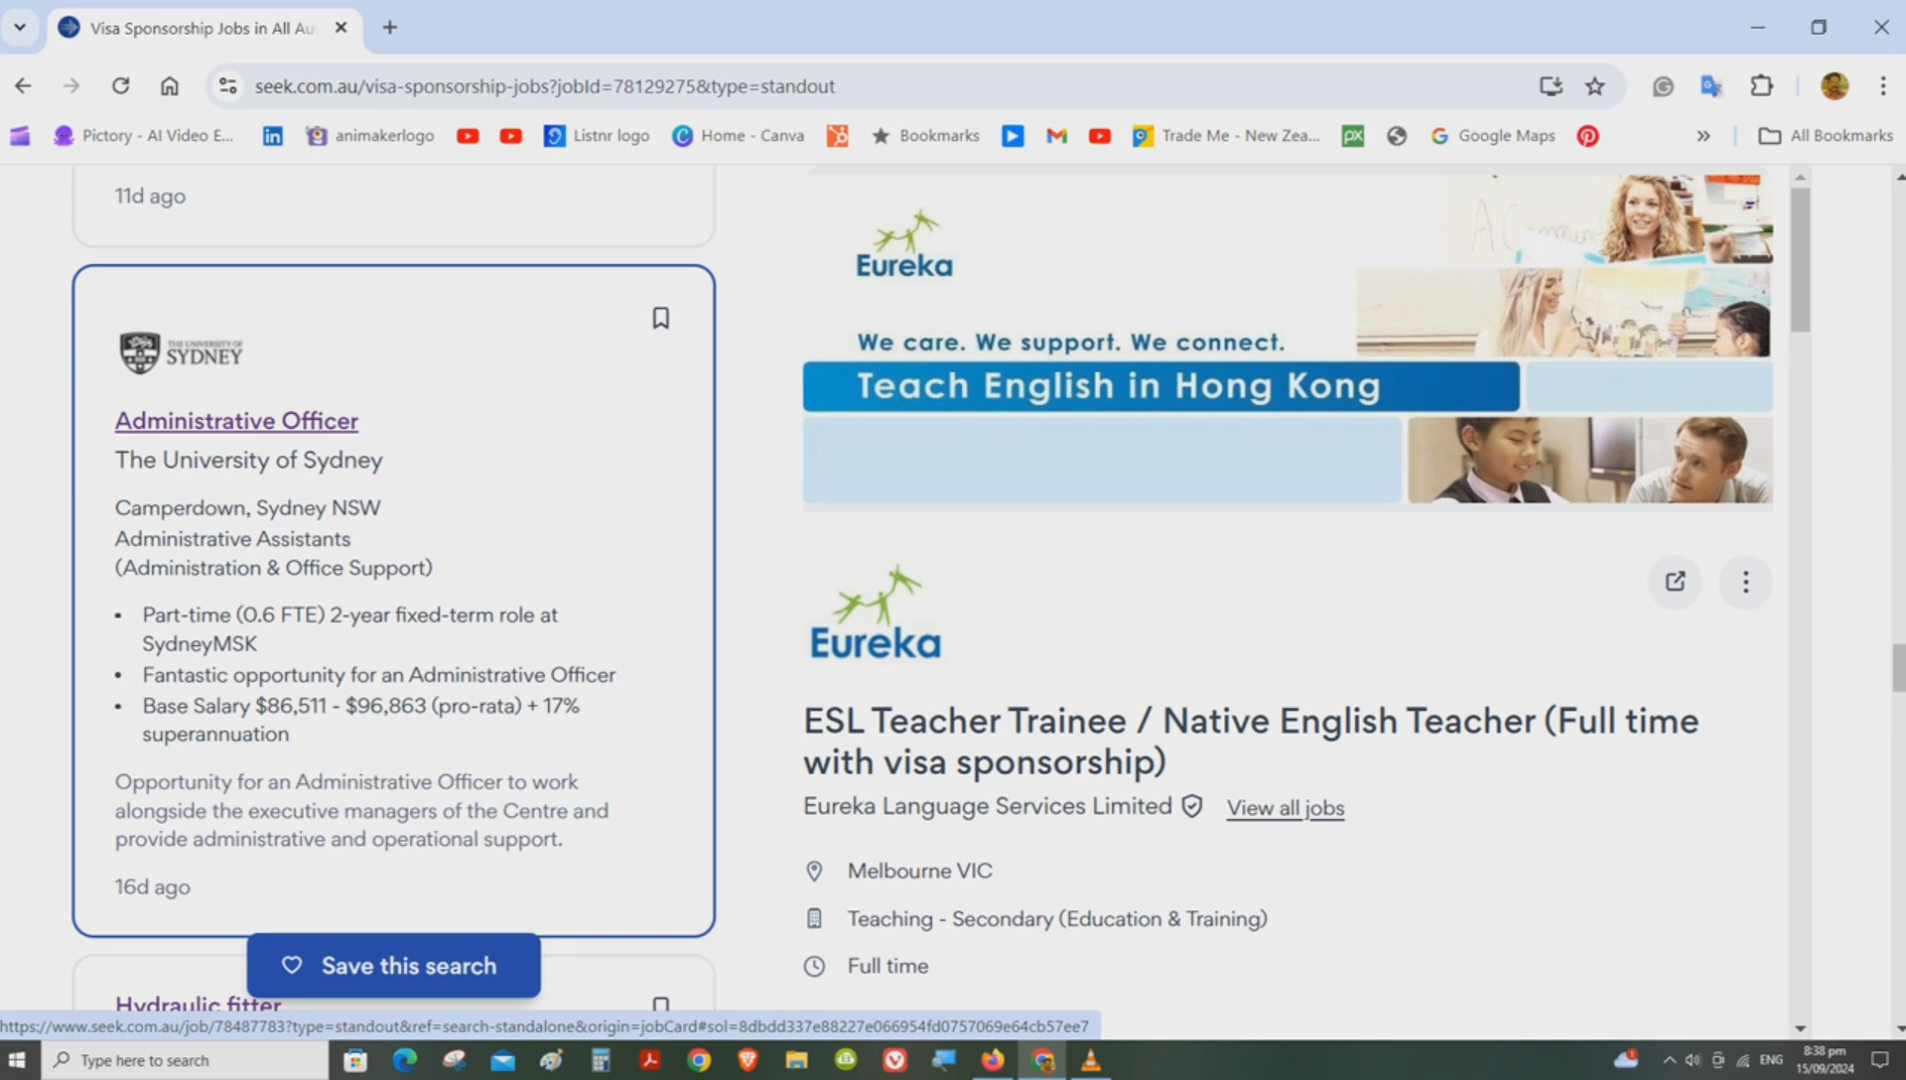 Visa Sponsorship Jobs in All Au
seek.com.au/visa-sponsorship-jobs?jobId=78129275&type=standout
Pictory - AI Video E...
animakerlogo
Listnr logo
Home - Canva
Bookmarks
Trade Me - New Zea...
Google Maps
All Bookmarks
11d ago
THE UNIVERSITY OF
SYDNEY
Administrative Officer
The University of Sydney
Camperdown, Sydney NSW
Administrative Assistants
(Administration & Office Support)
• Part-time (0.6 FTE) 2-year fixed-term role at
SydneyMSK
• Fantastic opportunity for an Administrative Officer
• Base Salary $86,511 - $96,863 (pro-rata) + 17%
superannuation
Opportunity for an Administrative Officer to work
alongside the executive managers of the Centre and
provide administrative and operational support.
16d ago
Save this search
Hydraulic fitter
Eureka
We care. We support. We connect.
Teach English in Hong Kong
Eureka
ESL Teacher Trainee / Native English Teacher (Full time
with visa sponsorship)
Eureka Language Services Limited
View all jobs
Melbourne VIC
Teaching - Secondary (Education & Training)
Full time
https://www.seek.com.au/job/78487783?type=standout&ref=search-standalone&origin=jobCard#sol=8dbdd337e88227e066954fd0757069e64cb57ee7
Type here to search
ENG
8:38 pm
15/09/2024